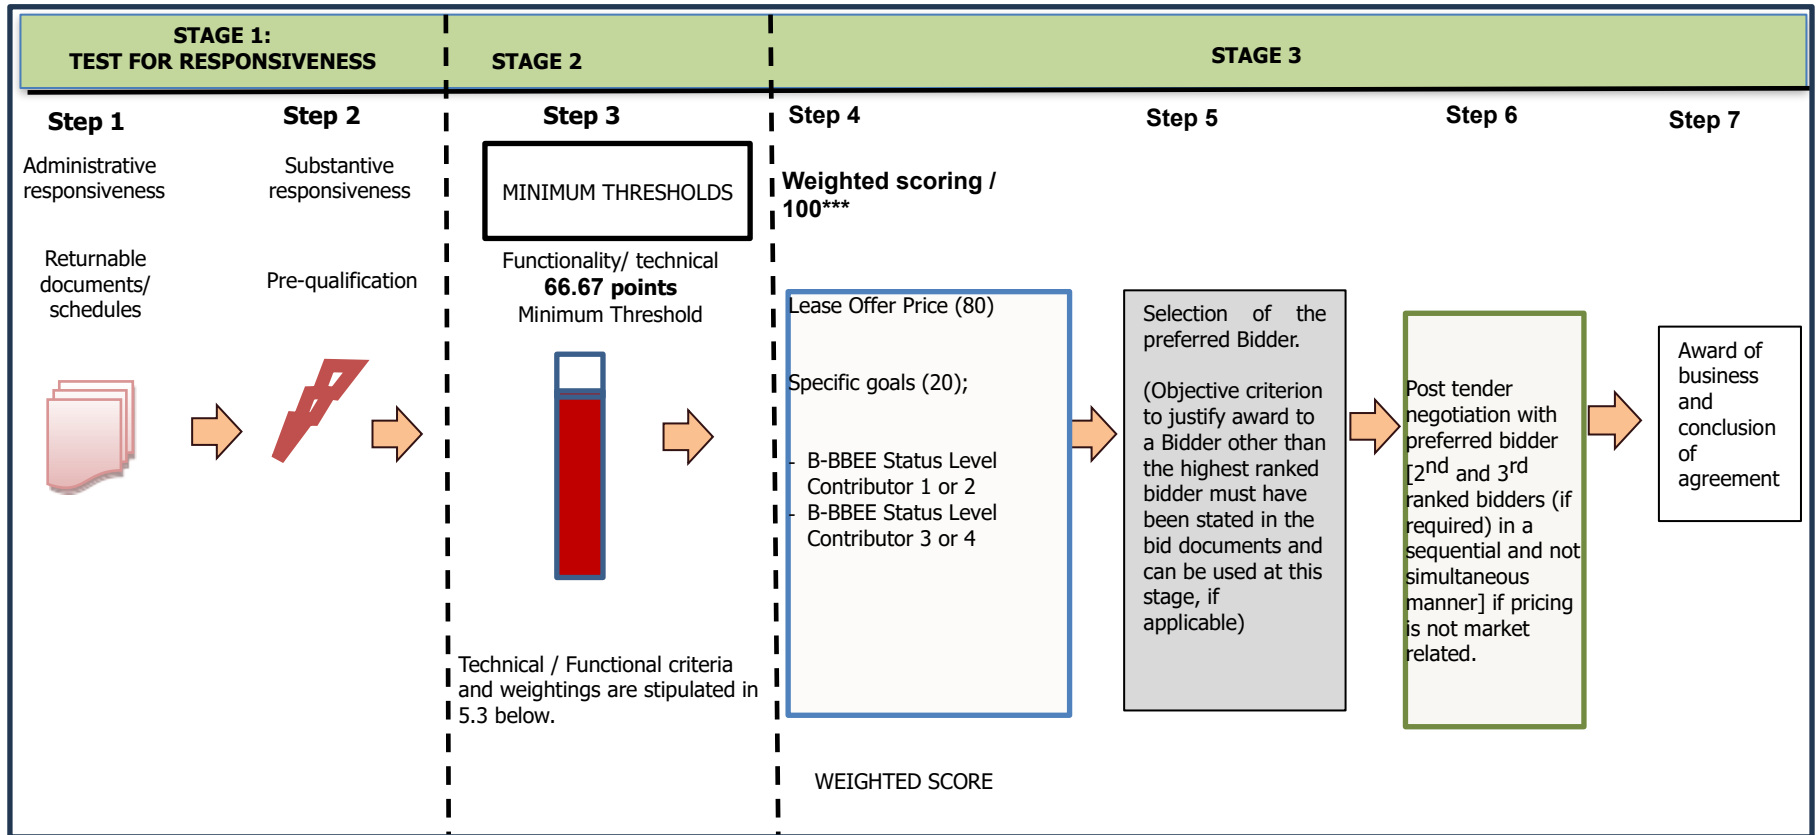 STAGE 1:
TEST FOR RESPONSIVENESS
STAGE 2
STAGE 3
Step 1
Administrative
responsiveness
Returnable
documents/
schedules
Step 2
Substantive
responsiveness
Pre-qualification
Step 3
MINIMUM THRESHOLDS
Functionality/ technical
66.67 points
Minimum Threshold
Technical / Functional criteria
and weightings are stipulated in
5.3 below.
Step 4
Weighted scoring /
100***
Lease Offer Price (80)
Specific goals (20);
- B-BBEE Status Level
Contributor 1 or 2
- B-BBEE Status Level
Contributor 3 or 4
WEIGHTED SCORE
Step 5
Selection of the
preferred Bidder.
(Objective criterion
to justify award to
a Bidder other than
the highest ranked
bidder must have
been stated in the
bid documents and
can be used at this
stage, if
applicable)
Step 6
Post tender
negotiation with
preferred bidder
[2nd and 3rd
ranked bidders (if
required) in a
sequential and not
simultaneous
manner] if pricing
is not market
related.
Step 7
Award of
business
and
conclusion
of
agreement